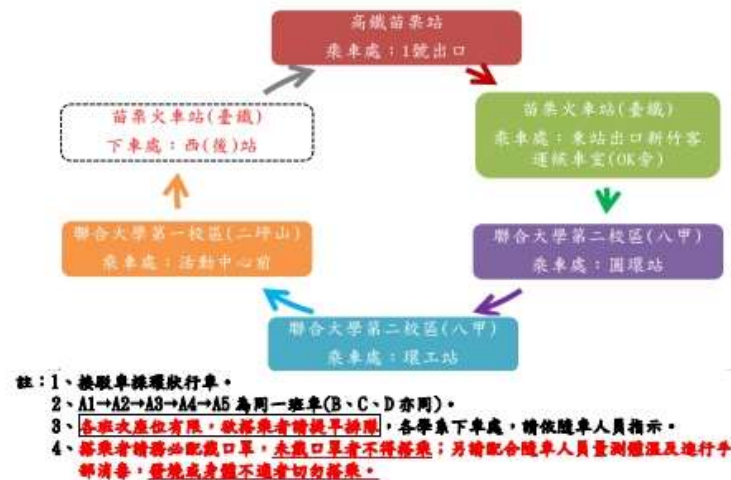 高鐵苗栗站
乘車處：1號出口
苗栗火車站(臺鐵)
乘車處：東站出口新竹客
運候車室(OK旁)
聯合大學第二校區(八甲)
乘車處：圓環站
聯合大學第二校區(八甲)
乘車處：環工站
聯合大學第一校區(二坪山)
乘車處：活動中心前
苗栗火車站(臺鐵)
下車處：西(後)站
註：1、接駁車採環狀行車。
2、A1→A2→A3→A4→A5 為同一班車(B、C、D 亦同)。
3、各班次座位有限，欲搭乘者請提早排隊，各學系下車處，請依隨車人員指示。
4、搭乘者請務必配戴口罩，未戴口罩者不得搭乘；另請配合隨車人員量測體溫及進行手
部消毒，發燒或身體不適者切勿搭乘。